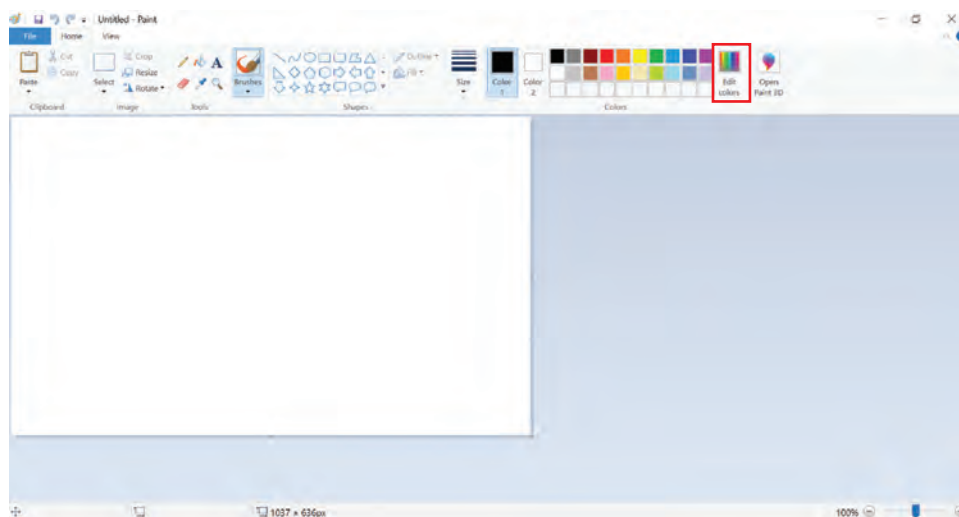 Untitled - Paint
File Home View
Paste
Cut
Copy
Select
Crop
Resize
Rotate
A
Brushes
Outline
Fill
Size
Color 1
Color 2
Edit colors
Open Paint 3D
Clipboard Image Tools Shapes Colors
1037 × 636px
100%